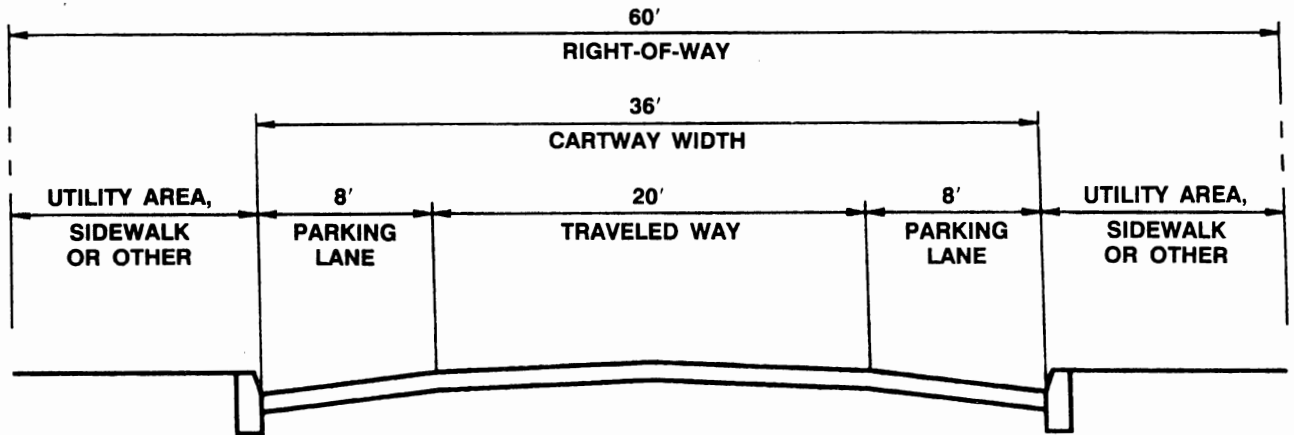 60′
RIGHT-OF-WAY
36′
CARTWAY WIDTH
UTILITY AREA,
SIDEWALK
OR OTHER
8′
PARKING
LANE
20′
TRAVELED WAY
8′
PARKING
LANE
UTILITY AREA,
SIDEWALK
OR OTHER